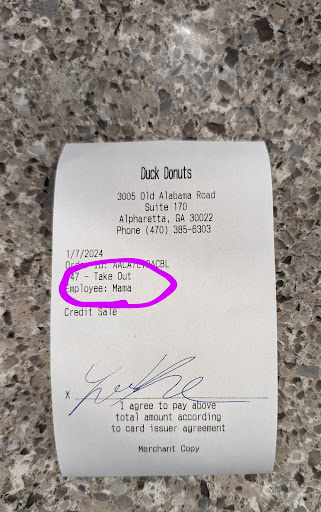 Duck Donuts
3005 Old Alabama Road
Suite 170
Alpharetta, GA 30022
Phone (470) 385-6303
1/7/2024
Order
47 - Take Out
Employee: Mama
Credit Sale
X
I agree to pay above
total amount according
to card issuer agreement
Merchant Copy